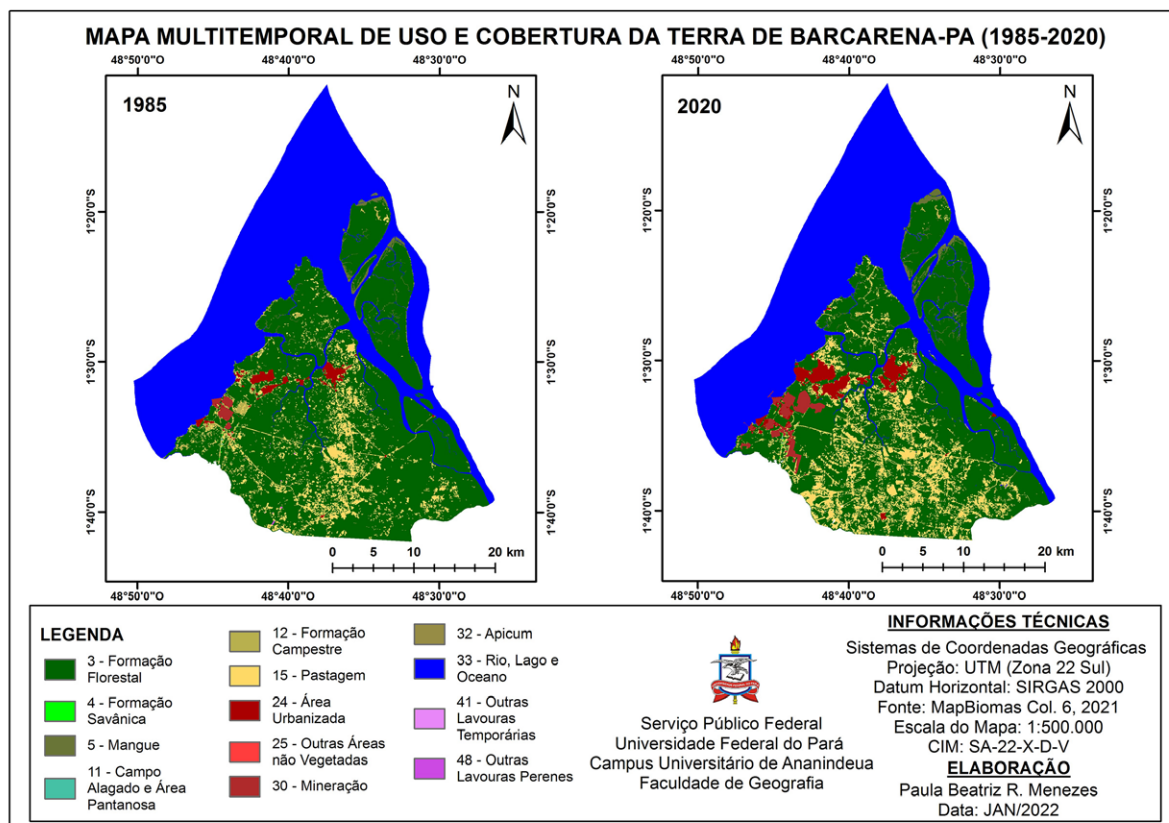 MAPA MULTITEMPORAL DE USO E COBERTURA DA TERRA DE BARCARENA-PA (1985-2020)
48°50'0"O
48°40'0"O
48°30'0"O
1985
N
1°20'0"S
1°30'0"S
1°40'0"S
0 5 10 20 km
48°50'0"O
48°40'0"O
48°30'0"O
48°50'0"O
48°40'0"O
48°30'0"O
2020
N
1°20'0"S
1°30'0"S
1°40'0"S
1°20'0"S
1°30'0"S
1°40'0"S
0 5 10 20 km
48°50'0"O
48°40'0"O
48°30'0"O
LEGENDA
3 - Formação
Florestal
4 - Formação
Savânica
5 - Mangue
11 - Campo
Alagado e Área
Pantanosa
12 - Formação
Campestre
15 - Pastagem
24 - Área
Urbanizada
25 - Outras Áreas
não Vegetadas
30 - Mineração
32 - Apicum
33 - Rio, Lago e
Oceano
41 - Outras
Lavouras
Temporárias
48 - Outras
Lavouras Perenes
Serviço Público Federal
Universidade Federal do Pará
Campus Universitário de Ananindeua
Faculdade de Geografia
INFORMAÇÕES TÉCNICAS
Sistemas de Coordenadas Geográficas
Projeção: UTM (Zona 22 Sul)
Datum Horizontal: SIRGAS 2000
Fonte: MapBiomas Col. 6, 2021
Escala do Mapa: 1:500.000
CIM: SA-22-X-D-V
ELABORAÇÃO
Paula Beatriz R. Menezes
Data: JAN/2022